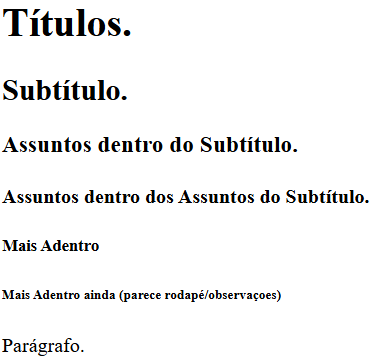 Títulos.
Subtítulo.
Assuntos dentro do Subtítulo.
Assuntos dentro dos Assuntos do Subtítulo.
Mais Adentro
Mais Adentro ainda (parece rodapé/observaçoes)
Parágrafo.